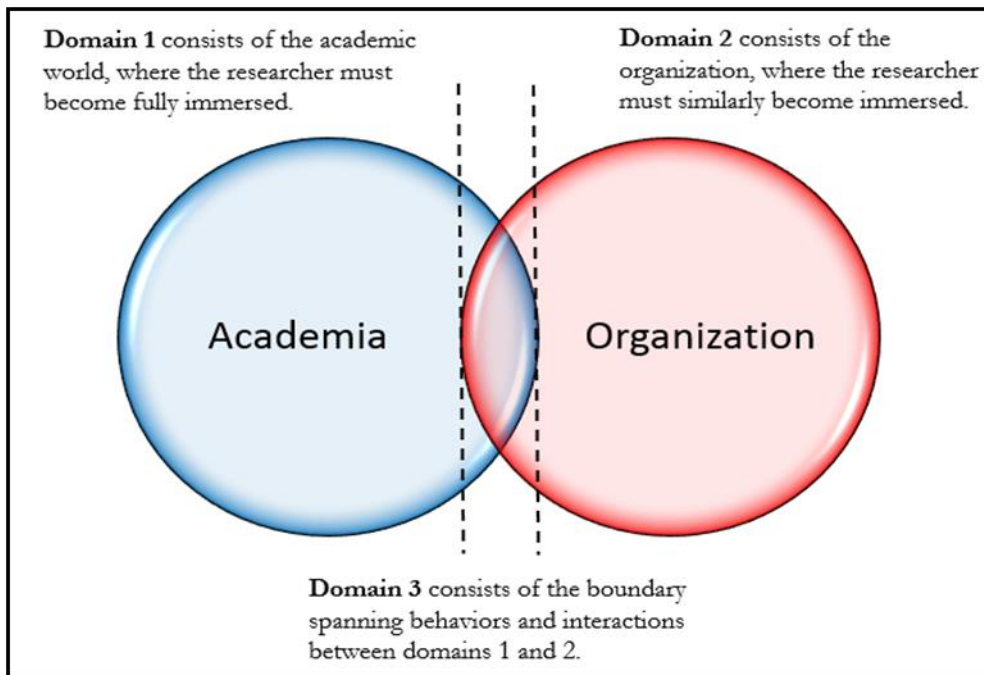 Domain 1 consists of the academic
world, where the researcher must
become fully immersed.
Domain 2 consists of the
organization, where the researcher
must similarly become immersed.
Academia
Organization
Domain 3 consists of the boundary
spanning behaviors and interactions
between domains 1 and 2.